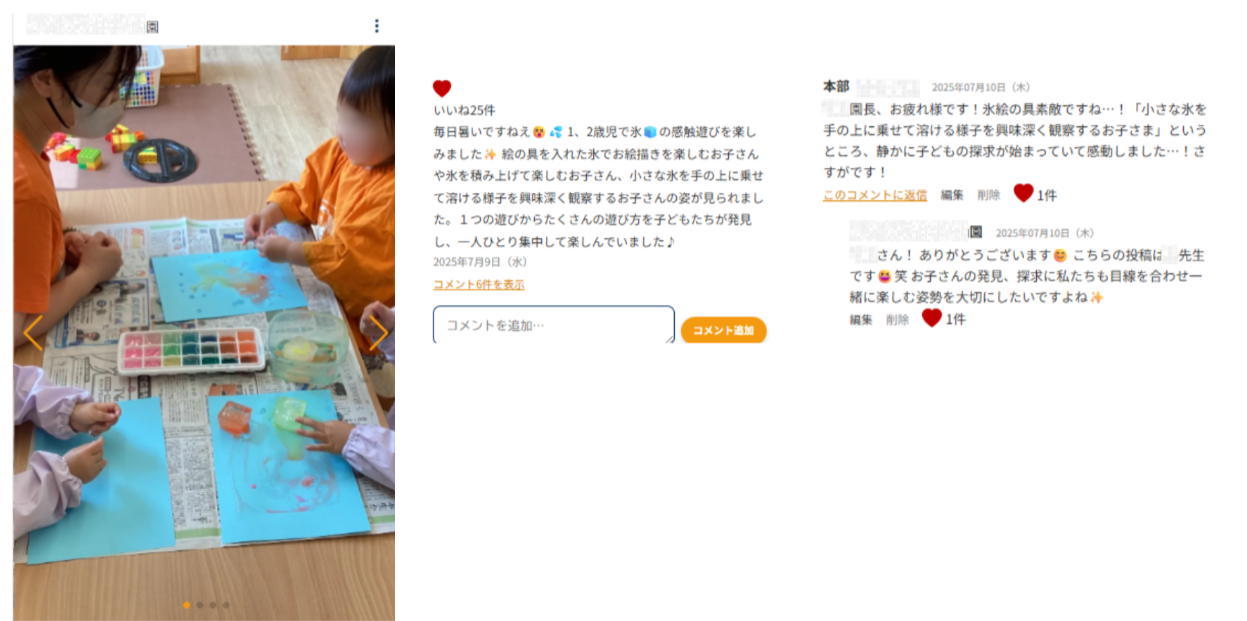 園
いいね25件
毎日暑いですねえ🥵💦 1、2歳児で氷🧊の感触遊びを楽し
みました✨ 絵の具を入れた氷でお絵描きを楽しむお子さん
や氷を積み上げて楽しむお子さん、小さな氷を手の上に乗せ
て溶ける様子を興味深く観察するお子さんの姿が見られまし
た。１つの遊びからたくさんの遊び方を子どもたちが発見
し、一人ひとり集中して楽しんでいました♪
2025年7月9日（水）
コメント6件を表示
コメントを追加…
コメント追加
本部 2025年07月10日（木）
園長、お疲れ様です！氷絵の具素敵ですね…！「小さな氷を
手の上に乗せて溶ける様子を興味深く観察するお子さま」という
ところ、静かに子どもの探求が始まっていて感動しました…！さ
すがです！
このコメントに返信 編集 削除 1件
園 2025年07月10日（木）
さん！ ありがとうございます😊 こちらの投稿は 先生
です😆 笑 お子さんの発見、探求に私たちも目線を合わせ一
緒に楽しむ姿勢を大切にしたいですよね✨
編集 削除 1件